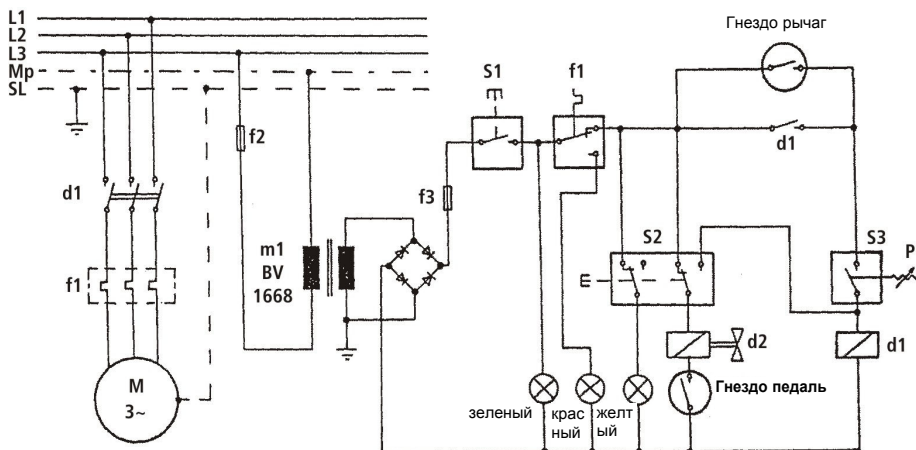 L1
L2
L3
Mp
SL
f2
d1
f1
M
3~
m1
BV
1668
f3
S1
f1
Гнездо рычаг
d1
S2
S3
P
d2
d1
Гнездо педаль
зеленый
крас
ный
желт
ый